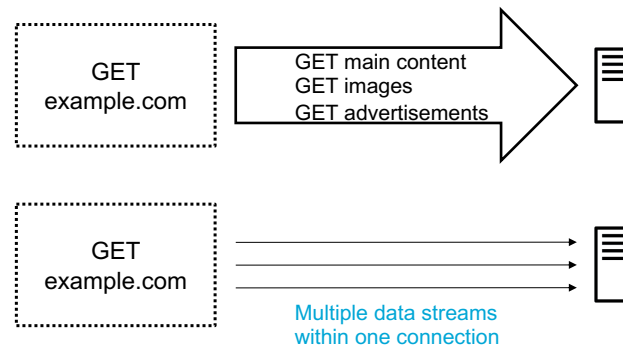 GET
example.com
GET main content
GET images
GET advertisements
GET
example.com
Multiple data streams
within one connection